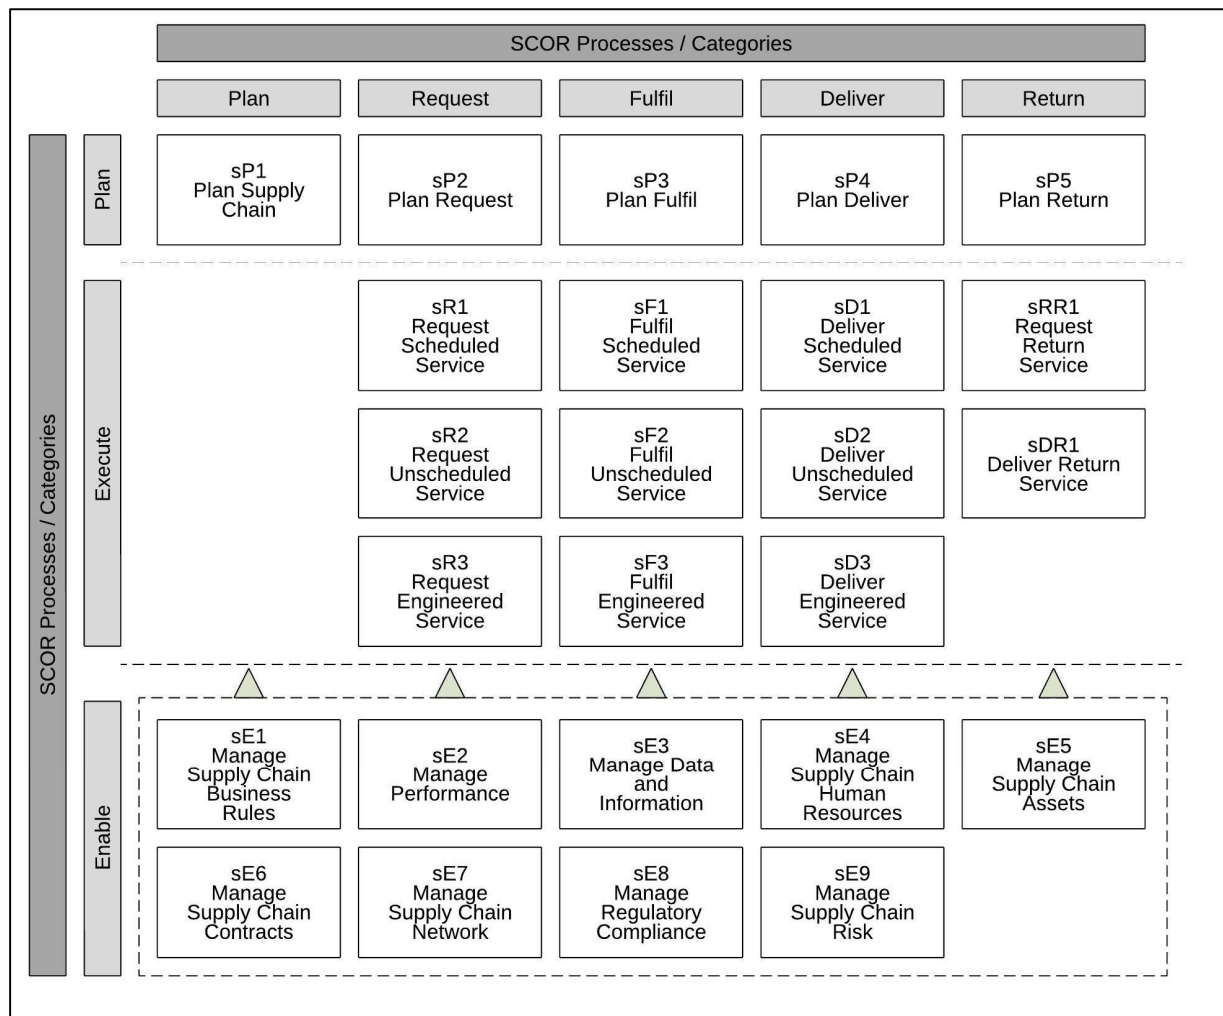 SCOR Processes / Categories
Plan
Request
Fulfil
Deliver
Return
SCOR Processes / Categories
Plan
sP1
Plan Supply
Chain
sP2
Plan Request
sP3
Plan Fulfil
sP4
Plan Deliver
sP5
Plan Return
Execute
sR1
Request
Scheduled
Service
sF1
Fulfil
Scheduled
Service
sD1
Deliver
Scheduled
Service
sRR1
Request
Return
Service
sR2
Request
Unscheduled
Service
sF2
Fulfil
Unscheduled
Service
sD2
Deliver
Unscheduled
Service
sDR1
Deliver Return
Service
sR3
Request
Engineered
Service
sF3
Fulfil
Engineered
Service
sD3
Deliver
Engineered
Service
Enable
sE1
Manage
Supply Chain
Business
Rules
sE2
Manage
Performance
sE3
Manage Data
and
Information
sE4
Manage
Supply Chain
Human
Resources
sE5
Manage
Supply Chain
Assets
sE6
Manage
Supply Chain
Contracts
sE7
Manage
Supply Chain
Network
sE8
Manage
Regulatory
Compliance
sE9
Manage
Supply Chain
Risk